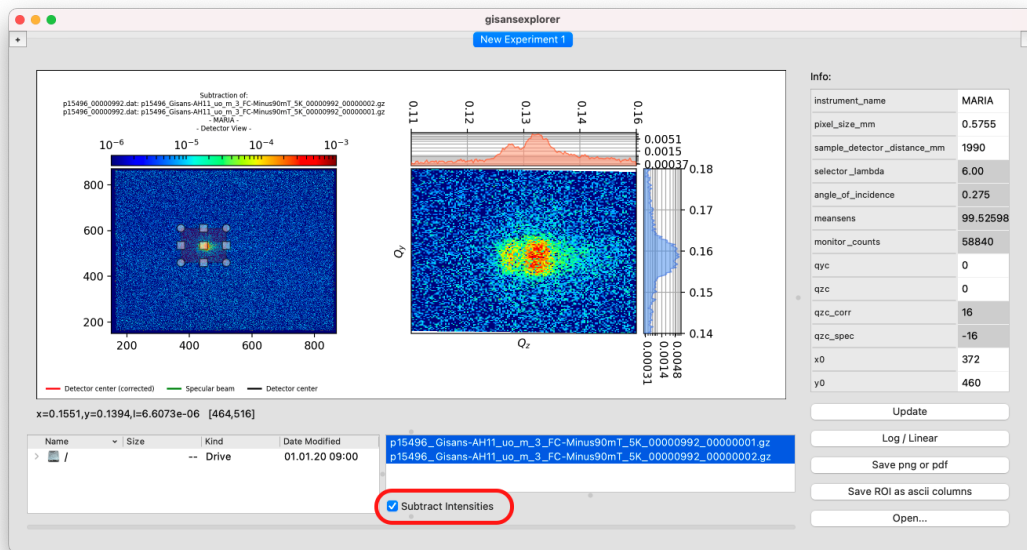 gisansexplorer
+
New Experiment 1
Subtraction of:
p15496_00000992.dat: p15496_Gisans-AH11_uo_m_3_FC-Minus90mT_5K_00000992_00000002.gz
p15496_00000992.dat: p15496_Gisans-AH11_uo_m_3_FC-Minus90mT_5K_00000992_00000001.gz
- MARIA -
- Detector View -
10−6 10−5 10−4 10−3
800
600
400
200
200 400 600 800
Detector center (corrected) Specular beam Detector center
0.11 0.12 0.13 0.14 0.16
0.0051
0.0015
0.00037
0.18
0.17
0.16
0.15
0.14
Qy
Qz
0.00031 0.0014 0.0048
Info:
instrument_name MARIA
pixel_size_mm 0.5755
sample_detector_distance_mm 1990
selector_lambda 6.00
angle_of_incidence 0.275
meansens 99.52598
monitor_counts 58840
qyc 0
qzc 0
qzc_corr 16
qzc_spec -16
x0 372
y0 460
Update
Log / Linear
Save png or pdf
Save ROI as ascii columns
Open...
x=0.1551,y=0.1394,I=6.6073e-06 [464,516]
Name Size Kind Date Modified
/ -- Drive 01.01.20 09:00
p15496_Gisans-AH11_uo_m_3_FC-Minus90mT_5K_00000992_00000001.gz
p15496_Gisans-AH11_uo_m_3_FC-Minus90mT_5K_00000992_00000002.gz
Subtract Intensities